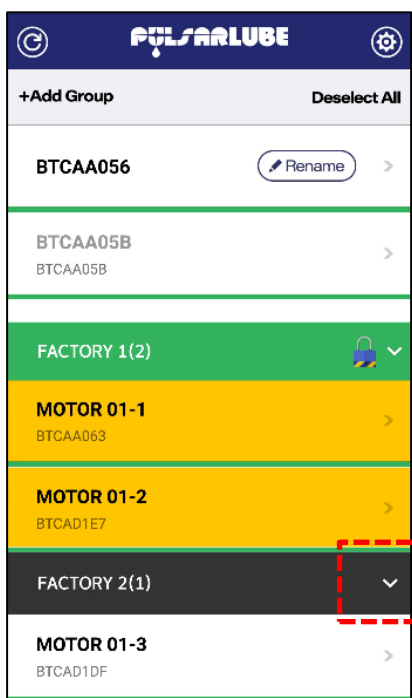 PULSARLUBE
+Add Group Deselect All
BTCAA056 Rename
BTCAA05B
BTCAA05B
FACTORY 1(2)
MOTOR 01-1
BTCAA063
MOTOR 01-2
BTCAD1E7
FACTORY 2(1)
MOTOR 01-3
BTCAD1DF